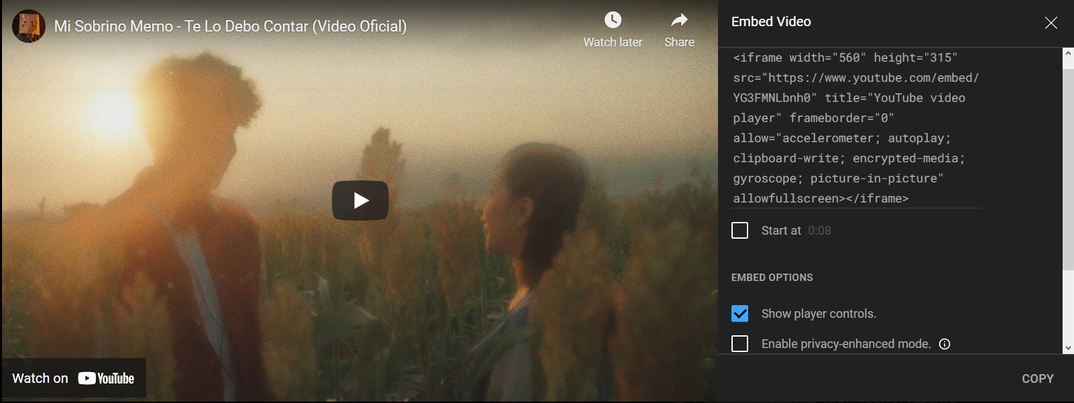 Mi Sobrino Memo - Te Lo Debo Contar (Video Oficial)
Watch later
Share
Watch on YouTube
Embed Video
<iframe width="560" height="315"
src="https://www.youtube.com/embed/
YG3FMNLbnh0" title="YouTube video
player" frameborder="0"
allow="accelerometer; autoplay;
clipboard-write; encrypted-media;
gyroscope; picture-in-picture"
allowfullscreen></iframe>
Start at 0:08
EMBED OPTIONS
Show player controls.
Enable privacy-enhanced mode.
COPY